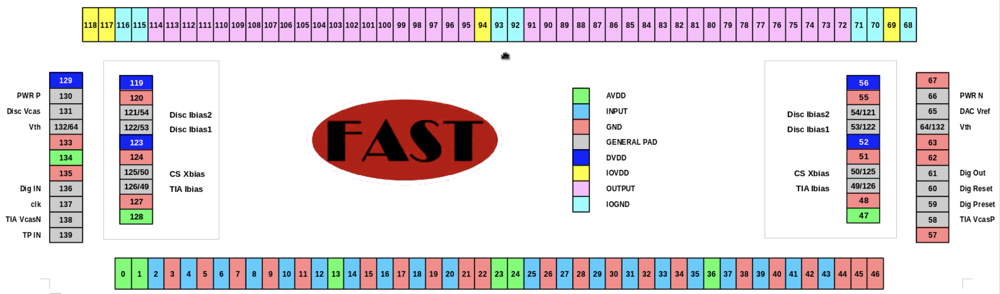 118 117 116 115 114 113 112 111 110 109 108 107 106 105 104 103 102 101 100 99 98 97 96 95 94 93 92 91 90 89 88 87 86 85 84 83 82 81 80 79 78 77 76 75 74 73 72 71 70 69 68
129
PWR P 130
Disc Vcas 131
Vth 132/64
133
134
135
Dig IN 136
clk 137
TIA VcasN 138
TP IN 139
119
120
121/54 Disc Ibias2
122/53 Disc Ibias1
123
124
125/50 CS Xbias
126/49 TIA Ibias
127
128
FAST
AVDD
INPUT
GND
GENERAL PAD
DVDD
IOVDD
OUTPUT
IOGND
56
55
Disc Ibias2 54/121
Disc Ibias1 53/122
52
51
CS Xbias 50/125
TIA Ibias 49/126
48
47
67
66 PWR N
65 DAC Vref
64/132 Vth
63
62
61 Dig Out
60 Dig Reset
59 Dig Preset
58 TIA VcasP
57
0 1 2 3 4 5 6 7 8 9 10 11 12 13 14 15 16 17 18 19 20 21 22 23 24 25 26 27 28 29 30 31 32 33 34 35 36 37 38 39 40 41 42 43 44 45 46